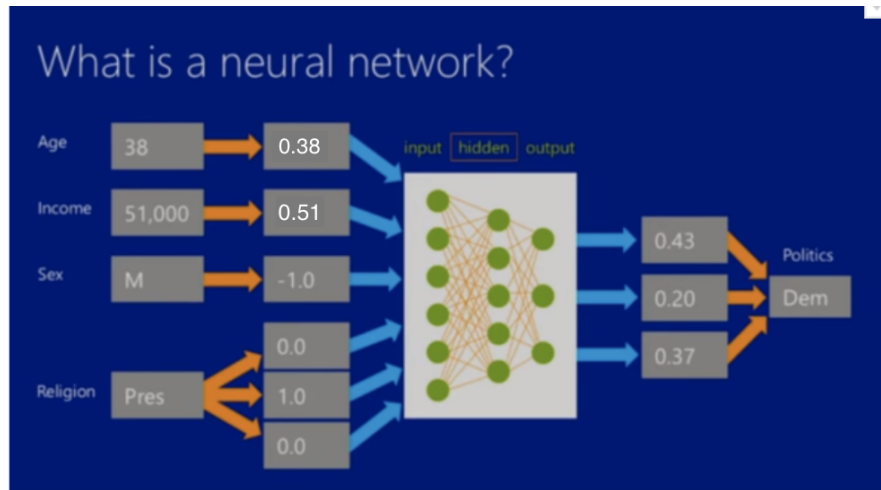 What is a neural network?
Age 38 0.38
input hidden output
Income 51,000 0.51
0.43
Politics
Sex M -1.0
0.20 Dem
0.0
0.37
Religion Pres 1.0
0.0